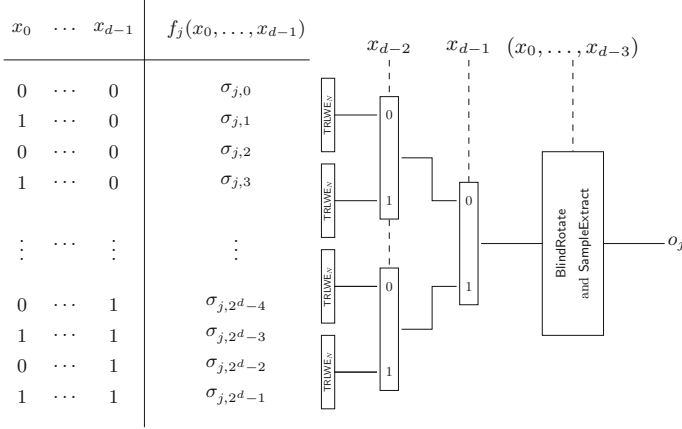 x_0 ⋯ x_{d−1} f_j(x_0, …, x_{d−1})
0 ⋯ 0 σ_{j,0}
1 ⋯ 0 σ_{j,1}
0 ⋯ 0 σ_{j,2}
1 ⋯ 0 σ_{j,3}
⋮ ⋯ ⋮ ⋮
0 ⋯ 1 σ_{j,2^d−4}
1 ⋯ 1 σ_{j,2^d−3}
0 ⋯ 1 σ_{j,2^d−2}
1 ⋯ 1 σ_{j,2^d−1}
x_{d−2} x_{d−1} (x_0, …, x_{d−3})
TRLWE_N
TRLWE_N
TRLWE_N
TRLWE_N
0
1
0
1
0
1
BlindRotate
and SampleExtract
o_j